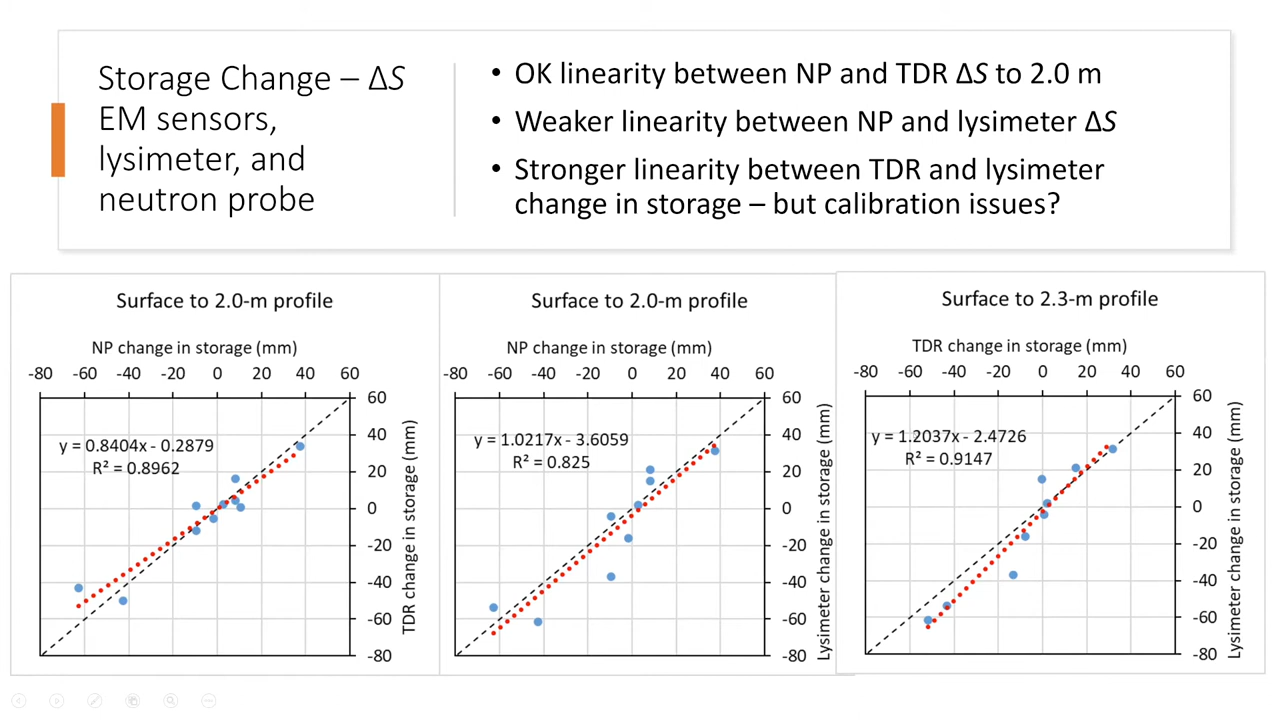 Storage Change – ΔS
EM sensors,
lysimeter, and
neutron probe
• OK linearity between NP and TDR ΔS to 2.0 m
• Weaker linearity between NP and lysimeter ΔS
• Stronger linearity between TDR and lysimeter
change in storage – but calibration issues?
Surface to 2.0-m profile
NP change in storage (mm)
-80 -60 -40 -20 0 20 40 60
y = 0.8404x - 0.2879
R² = 0.8962
60
40
20
0
-20
-40
-60
-80
TDR change in storage (mm)
Surface to 2.0-m profile
NP change in storage (mm)
-80 -60 -40 -20 0 20 40 60
y = 1.0217x - 3.6059
R² = 0.825
60
40
20
0
-20
-40
-60
-80
Lysimeter change in storage (mm)
Surface to 2.3-m profile
TDR change in storage (mm)
-80 -60 -40 -20 0 20 40 60
y = 1.2037x - 2.4726
R² = 0.9147
60
40
20
0
-20
-40
-60
-80
Lysimeter change in storage (mm)